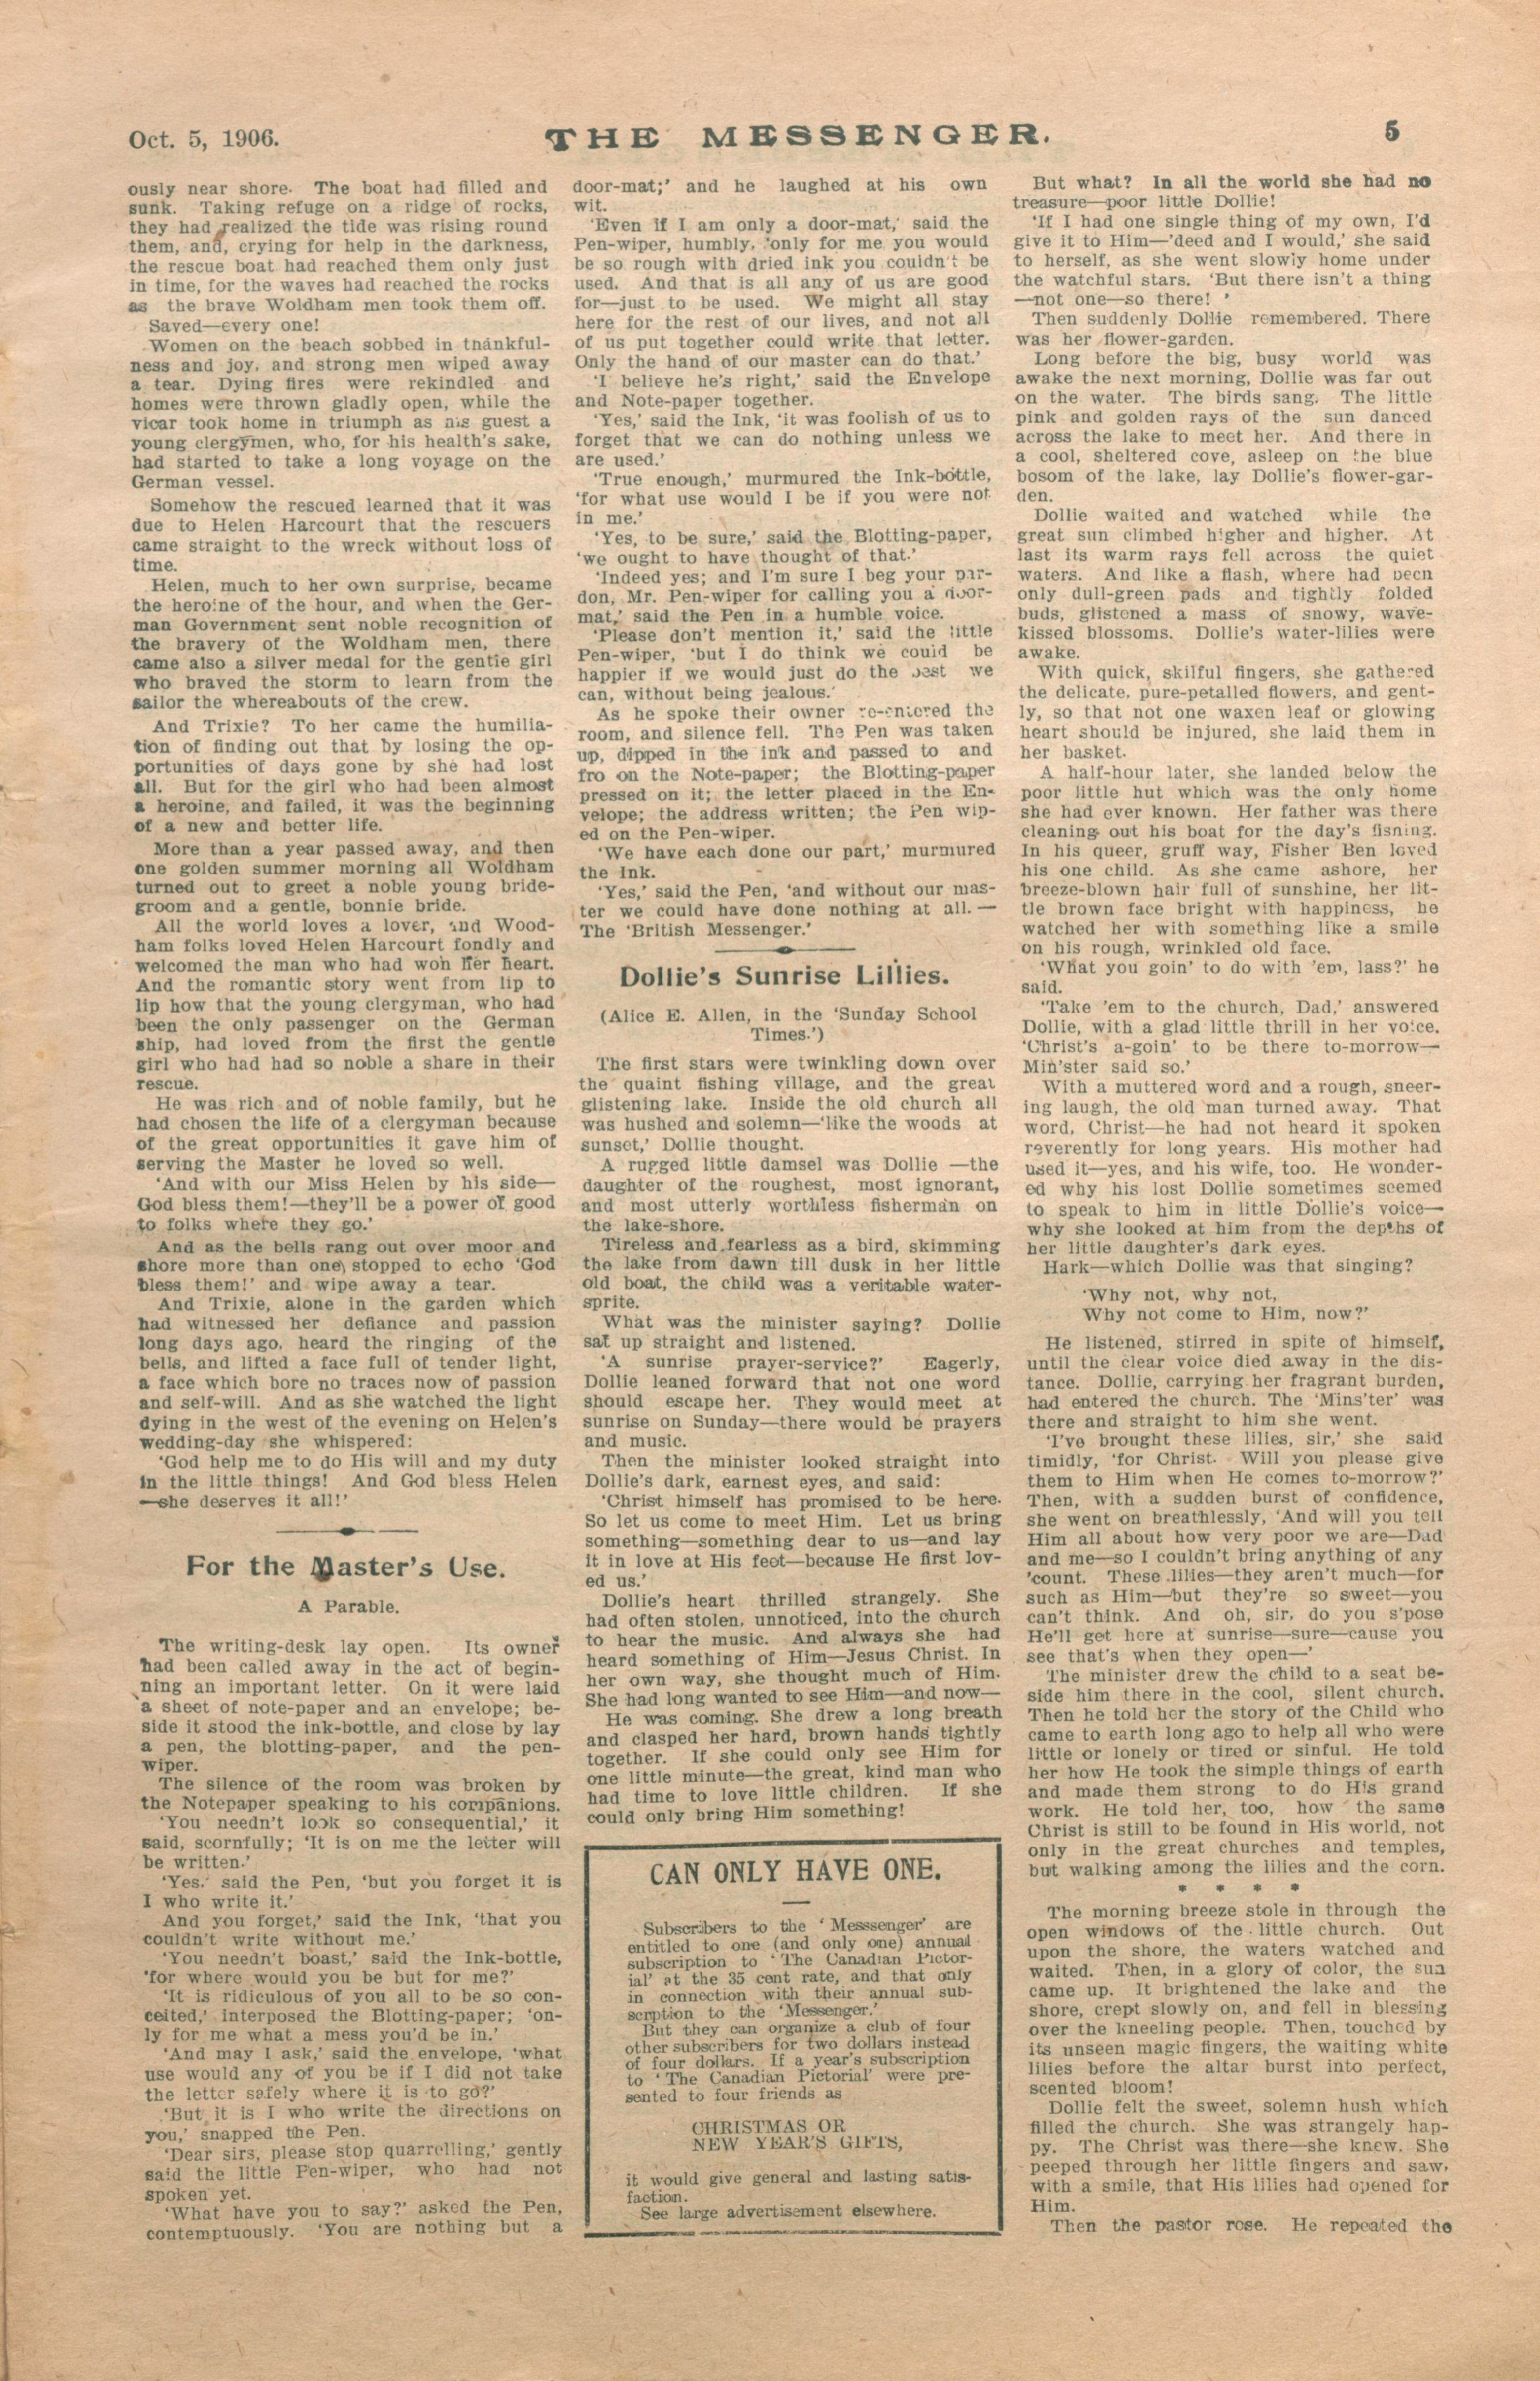 Oct. 5, 1906.
THE MESSENGER.
5
ously near shore. The boat had filled and
sunk. Taking refuge on a ridge of rocks,
they had realized the tide was rising round
them, and, crying for help in the darkness,
the rescue boat had reached them only just
in time, for the waves had reached the rocks
as the brave Woldham men took them off.
Saved—every one!
Women on the beach sobbed in thankful-
ness and joy, and strong men wiped away
a tear. Dying fires were rekindled and
homes were thrown gladly open, while the
vicar took home in triumph as his guest a
young clergymen, who, for his health's sake,
had started to take a long voyage on the
German vessel.
Somehow the rescued learned that it was
due to Helen Harcourt that the rescuers
came straight to the wreck without loss of
time.
Helen, much to her own surprise, became
the heroine of the hour, and when the Ger-
man Government sent noble recognition of
the bravery of the Woldham men, there
came also a silver medal for the gentle girl
who braved the storm to learn from the
sailor the whereabouts of the crew.
And Trixie? To her came the humilia-
tion of finding out that by losing the op-
portunities of days gone by she had lost
all. But for the girl who had been almost
a heroine, and failed, it was the beginning
of a new and better life.
More than a year passed away, and then
one golden summer morning all Woldham
turned out to greet a noble young bride-
groom and a gentle, bonnie bride.
All the world loves a lover, and Wood-
ham folks loved Helen Harcourt fondly and
welcomed the man who had won her heart.
And the romantic story went from lip to
lip how that the young clergyman, who had
been the only passenger on the German
ship, had loved from the first the gentle
girl who had had so noble a share in their
rescue.
He was rich and of noble family, but he
had chosen the life of a clergyman because
of the great opportunities it gave him of
serving the Master he loved so well.
'And with our Miss Helen by his side—
God bless them!—they'll be a power of good
to folks where they go.'
And as the bells rang out over moor and
shore more than one stopped to echo 'God
bless them!' and wipe away a tear.
And Trixie, alone in the garden which
had witnessed her defiance and passion
long days ago, heard the ringing of the
bells, and lifted a face full of tender light,
a face which bore no traces now of passion
and self-will. And as she watched the light
dying in the west of the evening on Helen's
wedding-day she whispered:
'God help me to do His will and my duty
in the little things! And God bless Helen
—she deserves it all!'
For the Master's Use.
A Parable.
The writing-desk lay open. Its owner
had been called away in the act of begin-
ning an important letter. On it were laid
a sheet of note-paper and an envelope; be-
side it stood the ink-bottle, and close by lay
a pen, the blotting-paper, and the pen-
wiper.
The silence of the room was broken by
the Notepaper speaking to his companions.
'You needn't look so consequential,' it
said, scornfully; 'It is on me the letter will
be written.'
'Yes.' said the Pen, 'but you forget it is
I who write it.'
And you forget,' said the Ink, 'that you
couldn't write without me.'
'You needn't boast,' said the Ink-bottle,
'for where would you be but for me?'
'It is ridiculous of you all to be so con-
ceited,' interposed the Blotting-paper; 'on-
ly for me what a mess you'd be in.'
'And may I ask,' said the envelope, 'what
use would any of you be if I did not take
the letter safely where it is to go?'
'But it is I who write the directions on
you,' snapped the Pen.
'Dear sirs, please stop quarrelling,' gently
said the little Pen-wiper, who had not
spoken yet.
'What have you to say?' asked the Pen,
contemptuously. 'You are nothing but a
door-mat;' and he laughed at his own
wit.
'Even if I am only a door-mat,' said the
Pen-wiper, humbly, 'only for me you would
be so rough with dried ink you couldn't be
used. And that is all any of us are good
for—just to be used. We might all stay
here for the rest of our lives, and not all
of us put together could write that letter.
Only the hand of our master can do that.'
'I believe he's right,' said the Envelope
and Note-paper together.
'Yes,' said the Ink, 'it was foolish of us to
forget that we can do nothing unless we
are used.'
'True enough,' murmured the Ink-bottle,
'for what use would I be if you were not
in me.'
'Yes, to be sure,' said the Blotting-paper,
'we ought to have thought of that.'
'Indeed yes; and I'm sure I beg your par-
don, Mr. Pen-wiper for calling you a door-
mat,' said the Pen in a humble voice.
'Please don't mention it,' said the little
Pen-wiper, 'but I do think we could be
happier if we would just do the best we
can, without being jealous.'
As he spoke their owner re-entered the
room, and silence fell. The Pen was taken
up, dipped in the ink and passed to and
fro on the Note-paper; the Blotting-paper
pressed on it; the letter placed in the En-
velope; the address written; the Pen wip-
ed on the Pen-wiper.
'We have each done our part,' murmured
the Ink.
'Yes,' said the Pen, 'and without our mas-
ter we could have done nothing at all.—
The 'British Messenger.'
Dollie's Sunrise Lillies.
(Alice E. Allen, in the 'Sunday School
Times.')
The first stars were twinkling down over
the quaint fishing village, and the great
glistening lake. Inside the old church all
was hushed and solemn—'like the woods at
sunset,' Dollie thought.
A rugged little damsel was Dollie —the
daughter of the roughest, most ignorant,
and most utterly worthless fisherman on
the lake-shore.
Tireless and fearless as a bird, skimming
the lake from dawn till dusk in her little
old boat, the child was a veritable water-
sprite.
What was the minister saying? Dollie
sat up straight and listened.
'A sunrise prayer-service?' Eagerly,
Dollie leaned forward that not one word
should escape her. They would meet at
sunrise on Sunday—there would be prayers
and music.
Then the minister looked straight into
Dollie's dark, earnest eyes, and said:
'Christ himself has promised to be here.
So let us come to meet Him. Let us bring
something—something dear to us—and lay
it in love at His feet—because He first lov-
ed us.'
Dollie's heart thrilled strangely. She
had often stolen, unnoticed, into the church
to hear the music. And always she had
heard something of Him—Jesus Christ. In
her own way, she thought much of Him.
She had long wanted to see Him—and now—
He was coming. She drew a long breath
and clasped her hard, brown hands tightly
together. If she could only see Him for
one little minute—the great, kind man who
had time to love little children. If she
could only bring Him something!
CAN ONLY HAVE ONE.
Subscribers to the 'Messsenger' are
entitled to one (and only one) annual
subscription to 'The Canadian Pictor-
ial' at the 35 cent rate, and that only
in connection with their annual sub-
scription to the 'Messenger.'
But they can organize a club of four
other subscribers for two dollars instead
of four dollars. If a year's subscription
to 'The Canadian Pictorial' were pre-
sented to four friends as
CHRISTMAS OR
NEW YEAR'S GIFTS,
it would give general and lasting satis-
faction.
See large advertisement elsewhere.
But what? In all the world she had no
treasure—poor little Dollie!
'If I had one single thing of my own, I'd
give it to Him—'deed and I would,' she said
to herself, as she went slowly home under
the watchful stars. 'But there isn't a thing
—not one—so there! '
Then suddenly Dollie remembered. There
was her flower-garden.
Long before the big, busy world was
awake the next morning, Dollie was far out
on the water. The birds sang. The little
pink and golden rays of the sun danced
across the lake to meet her. And there in
a cool, sheltered cove, asleep on the blue
bosom of the lake, lay Dollie's flower-gar-
den.
Dollie waited and watched while the
great sun climbed higher and higher. At
last its warm rays fell across the quiet
waters. And like a flash, where had been
only dull-green pads and tightly folded
buds, glistened a mass of snowy, wave-
kissed blossoms. Dollie's water-lilies were
awake.
With quick, skilful fingers, she gathered
the delicate, pure-petalled flowers, and gent-
ly, so that not one waxen leaf or glowing
heart should be injured, she laid them in
her basket.
A half-hour later, she landed below the
poor little hut which was the only home
she had ever known. Her father was there
cleaning out his boat for the day's fishing.
In his queer, gruff way, Fisher Ben loved
his one child. As she came ashore, her
breeze-blown hair full of sunshine, her lit-
tle brown face bright with happiness, he
watched her with something like a smile
on his rough, wrinkled old face.
'What you goin' to do with 'em, lass?' he
said.
'Take 'em to the church, Dad,' answered
Dollie, with a glad little thrill in her voice.
'Christ's a-goin' to be there to-morrow—
Min'ster said so.'
With a muttered word and a rough, sneer-
ing laugh, the old man turned away. That
word, Christ—he had not heard it spoken
reverently for long years. His mother had
used it—yes, and his wife, too. He wonder-
ed why his lost Dollie sometimes seemed
to speak to him in little Dollie's voice—
why she looked at him from the depths of
her little daughter's dark eyes.
Hark—which Dollie was that singing?
'Why not, why not,
Why not come to Him, now?'
He listened, stirred in spite of himself,
until the clear voice died away in the dis-
tance. Dollie, carrying her fragrant burden,
had entered the church. The 'Mins'ter' was
there and straight to him she went.
'I've brought these lilies, sir,' she said
timidly, 'for Christ. Will you please give
them to Him when He comes to-morrow?'
Then, with a sudden burst of confidence,
she went on breathlessly, 'And will you tell
Him all about how very poor we are—Dad
and me—so I couldn't bring anything of any
'count. These lilies—they aren't much—for
such as Him—but they're so sweet—you
can't think. And oh, sir, do you s'pose
He'll get here at sunrise—sure—cause you
see that's when they open—'
The minister drew the child to a seat be-
side him there in the cool, silent church.
Then he told her the story of the Child who
came to earth long ago to help all who were
little or lonely or tired or sinful. He told
her how He took the simple things of earth
and made them strong to do His grand
work. He told her, too, how the same
Christ is still to be found in His world, not
only in the great churches and temples,
but walking among the lilies and the corn.
* * * *
The morning breeze stole in through the
open windows of the little church. Out
upon the shore, the waters watched and
waited. Then, in a glory of color, the sun
came up. It brightened the lake and the
shore, crept slowly on, and fell in blessing
over the kneeling people. Then, touched by
its unseen magic fingers, the waiting white
lilies before the altar burst into perfect,
scented bloom!
Dollie felt the sweet, solemn hush which
filled the church. She was strangely hap-
py. The Christ was there—she knew. She
peeped through her little fingers and saw,
with a smile, that His lilies had opened for
Him.
Then the pastor rose. He repeated the